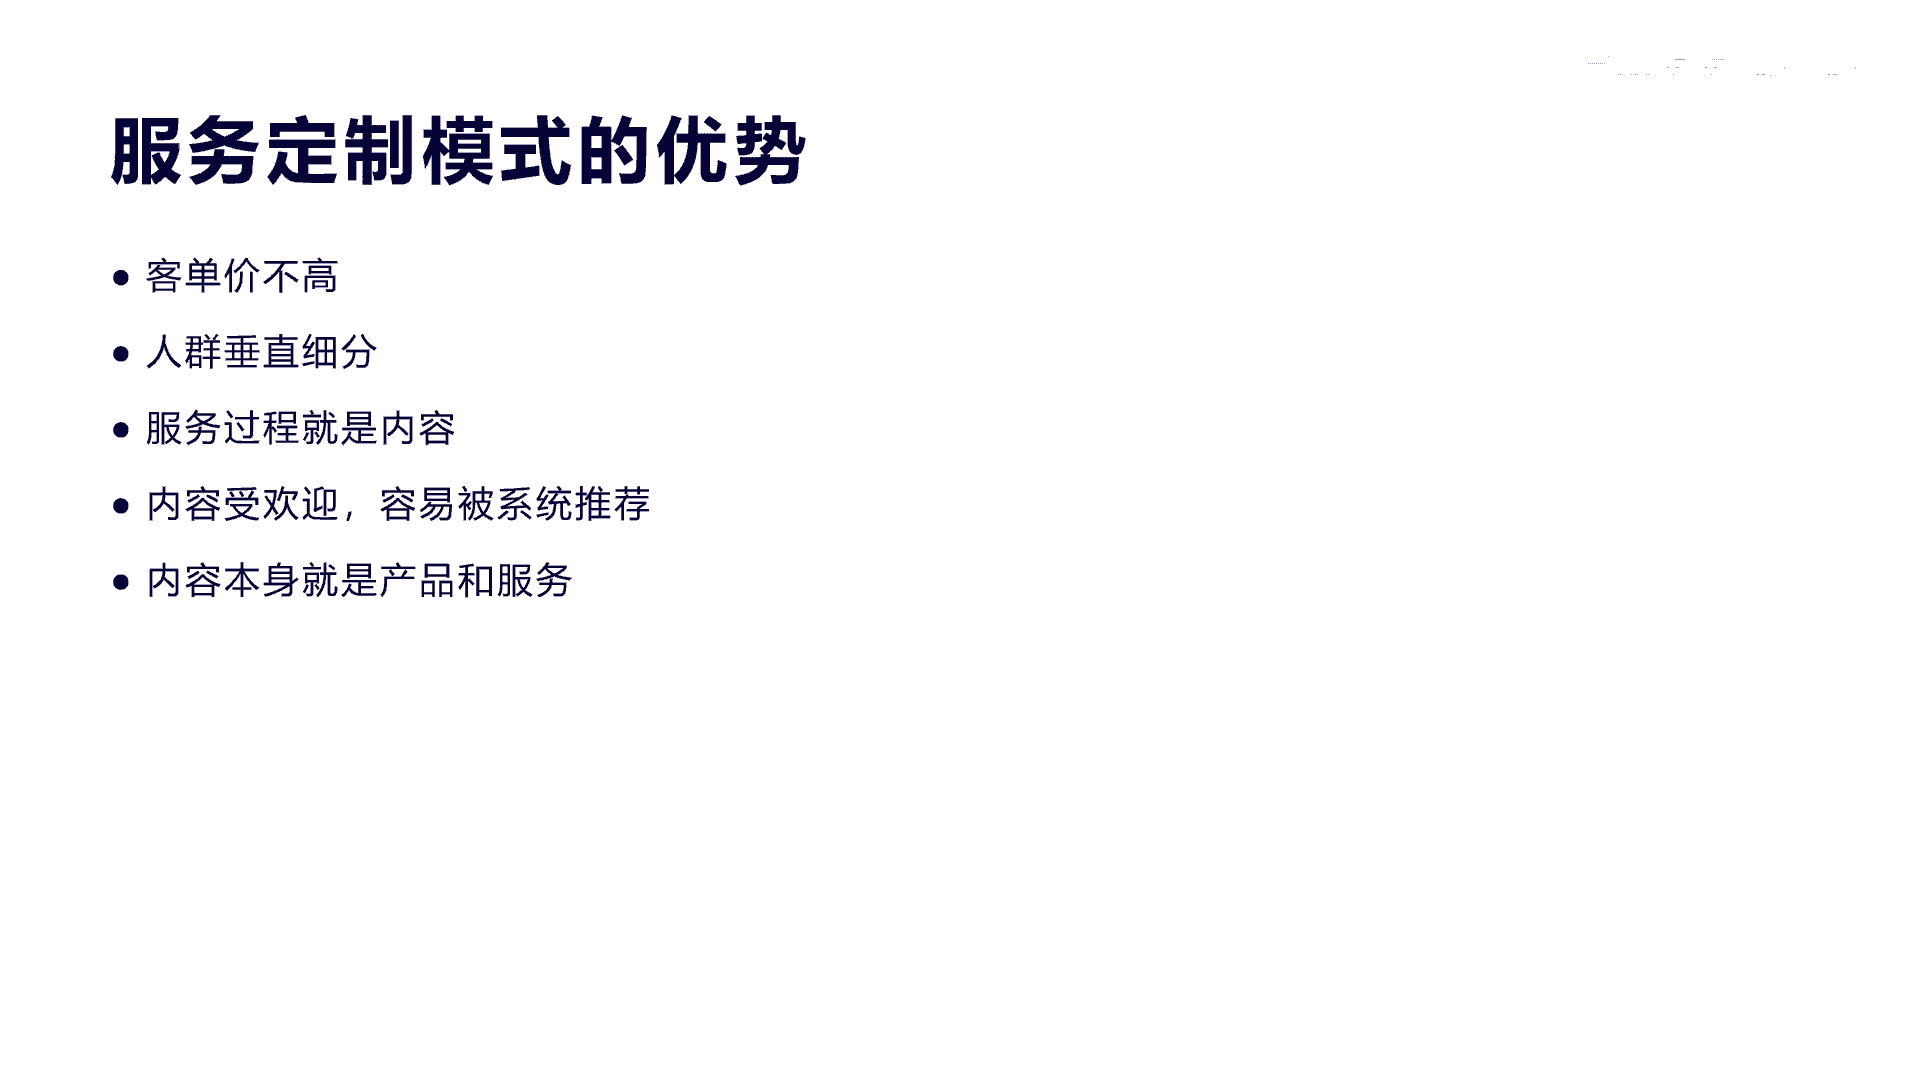 服务定制模式的优势
● 客单价不高
● 人群垂直细分
● 服务过程就是内容
● 内容受欢迎，容易被系统推荐
● 内容本身就是产品和服务